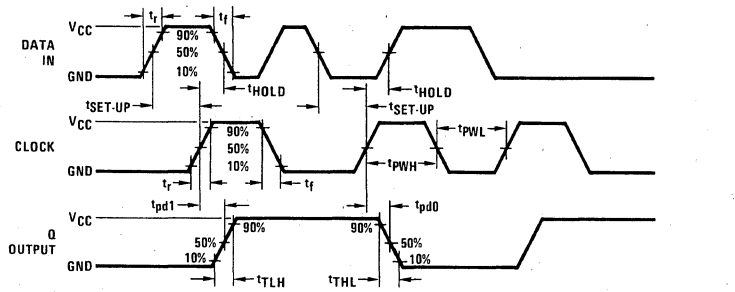 tr tf
VCC
DATA IN
90%
50%
10%
GND
tHOLD tHOLD
tSET-UP tSET-UP
VCC
CLOCK
90%
50%
10%
tPWL
tPWH
GND
tr tf
tpd1 tpd0
VCC
Q OUTPUT
90% 90%
50% 50%
10% 10%
GND
tTLH tTHL